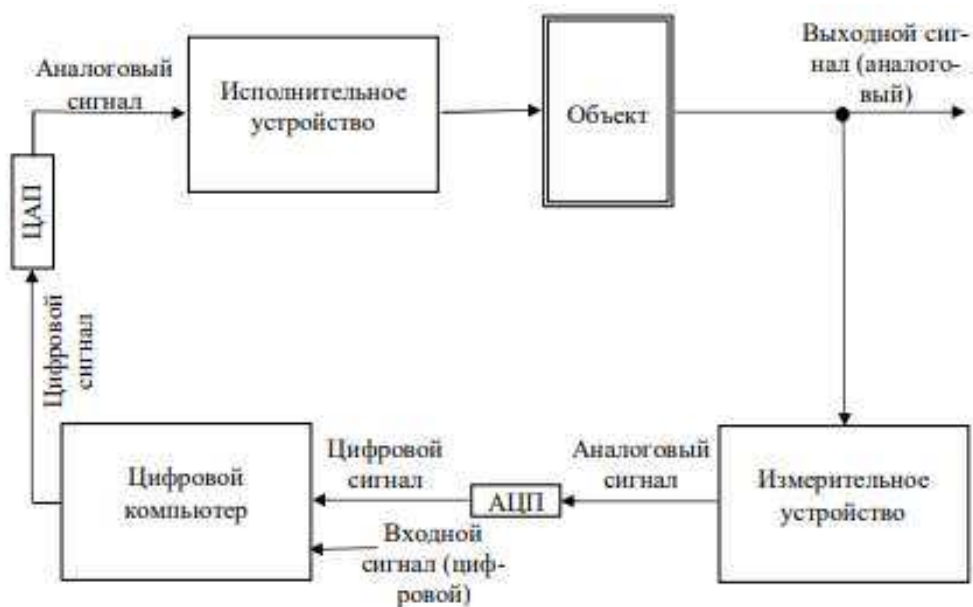 Аналоговый
сигнал
Исполнительное
устройство
Объект
Выходной сиг-
нал (аналого-
вый)
ЦАП
Цифровой
сигнал
Цифровой
компьютер
Цифровой
сигнал
АЦП
Аналоговый
сигнал
Измерительное
устройство
Входной
сигнал (циф-
ровой)